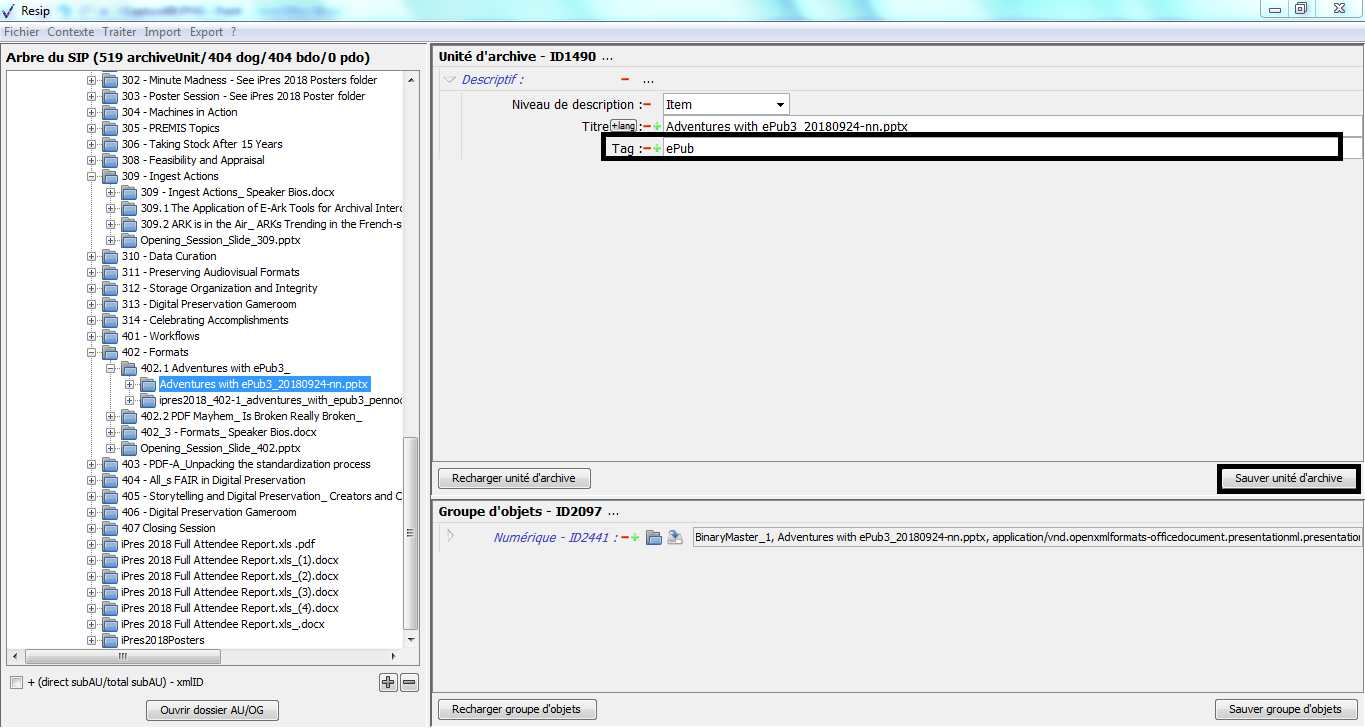 Resip
Fichier Contexte Traiter Import Export ?
Arbre du SIP (519 archiveUnit/404 dog/404 bdo/0 pdo)
302 - Minute Madness - See iPres 2018 Posters folder
303 - Poster Session - See iPres 2018 Poster folder
304 - Machines in Action
305 - PREMIS Topics
306 - Taking Stock After 15 Years
308 - Feasibility and Appraisal
309 - Ingest Actions
309 - Ingest Actions_ Speaker Bios.docx
309.1 The Application of E-Ark Tools for Archival Interc
309.2 ARK is in the Air_ ARKs Trending in the French-s
Opening_Session_Slide_309.pptx
310 - Data Curation
311 - Preserving Audiovisual Formats
312 - Storage Organization and Integrity
313 - Digital Preservation Gameroom
314 - Celebrating Accomplishments
401 - Workflows
402 - Formats
402.1 Adventures with ePub3_
Adventures with ePub3_20180924-nn.pptx
ipres2018_402-1_adventures_with_epub3_pennoc
402.2 PDF Mayhem_ Is Broken Really Broken_
402_3 - Formats_ Speaker Bios.docx
Opening_Session_Slide_402.pptx
403 - PDF-A_Unpacking the standardization process
404 - All_s FAIR in Digital Preservation
405 - Storytelling and Digital Preservation_ Creators and C
406 - Digital Preservation Gameroom
407 Closing Session
iPres 2018 Full Attendee Report.xls .pdf
iPres 2018 Full Attendee Report.xls_(1).docx
iPres 2018 Full Attendee Report.xls_(2).docx
iPres 2018 Full Attendee Report.xls_(3).docx
iPres 2018 Full Attendee Report.xls_(4).docx
iPres 2018 Full Attendee Report.xls_.docx
iPres2018Posters
+ (direct subAU/total subAU) - xmlID
Ouvrir dossier AU/OG
Unité d'archive - ID1490 ...
Descriptif : ...
Niveau de description : Item
Titre +lang : Adventures with ePub3_20180924-nn.pptx
Tag : ePub
Recharger unité d'archive
Sauver unité d'archive
Groupe d'objets - ID2097 ...
Numérique - ID2441 : BinaryMaster_1, Adventures with ePub3_20180924-nn.pptx, application/vnd.openxmlformats-officedocument.presentationml.presentation
Recharger groupe d'objets
Sauver groupe d'objets